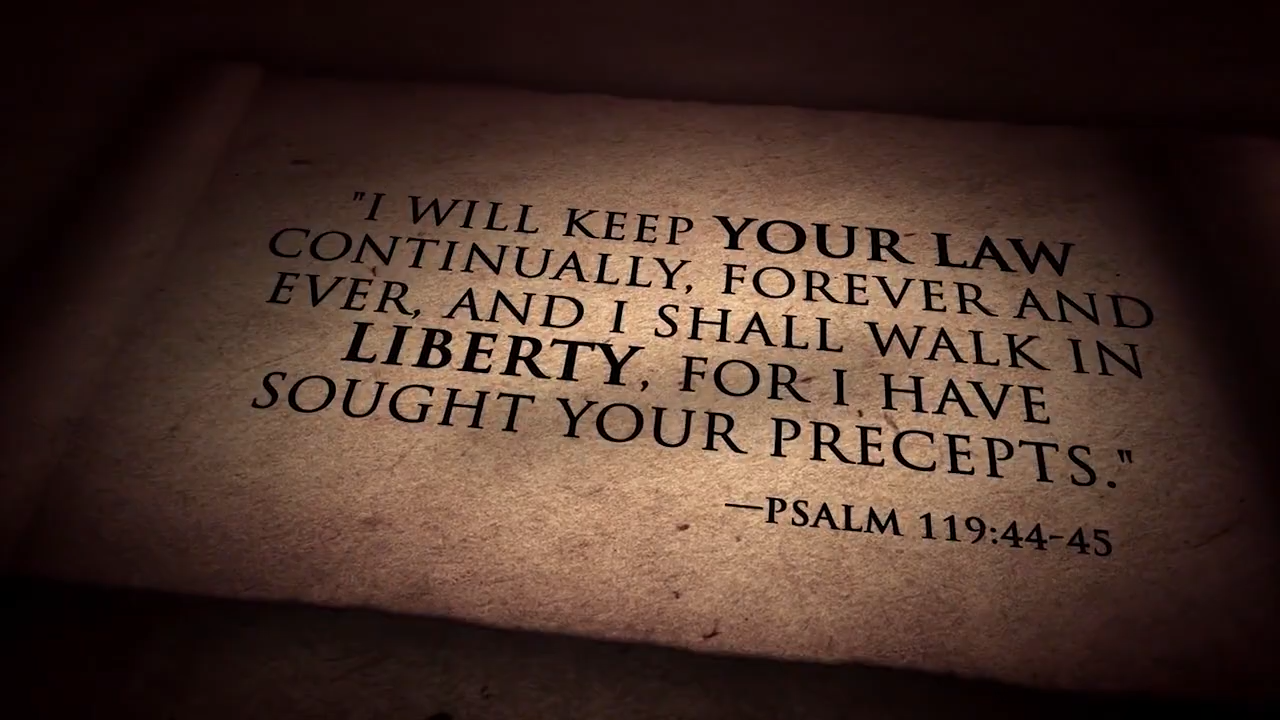 "I WILL KEEP YOUR LAW
CONTINUALLY, FOREVER AND
EVER, AND I SHALL WALK IN
LIBERTY, FOR I HAVE
SOUGHT YOUR PRECEPTS."
—PSALM 119:44-45